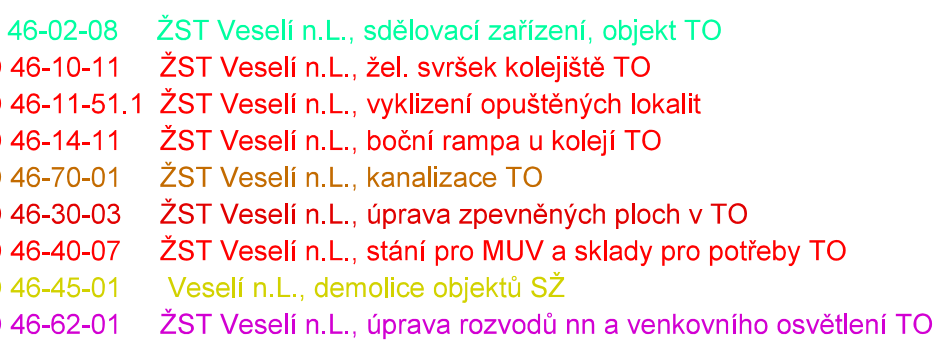 46-02-08 ŽST Veselí n.L., sdělovací zařízení, objekt TO
46-10-11 ŽST Veselí n.L., žel. svršek kolejiště TO
46-11-51.1 ŽST Veselí n.L., vyklizení opuštěných lokalit
46-14-11 ŽST Veselí n.L., boční rampa u kolejí TO
46-70-01 ŽST Veselí n.L., kanalizace TO
46-30-03 ŽST Veselí n.L., úprava zpevněných ploch v TO
46-40-07 ŽST Veselí n.L., stání pro MUV a sklady pro potřeby TO
46-45-01 Veselí n.L., demolice objektů SŽ
46-62-01 ŽST Veselí n.L., úprava rozvodů nn a venkovního osvětlení TO